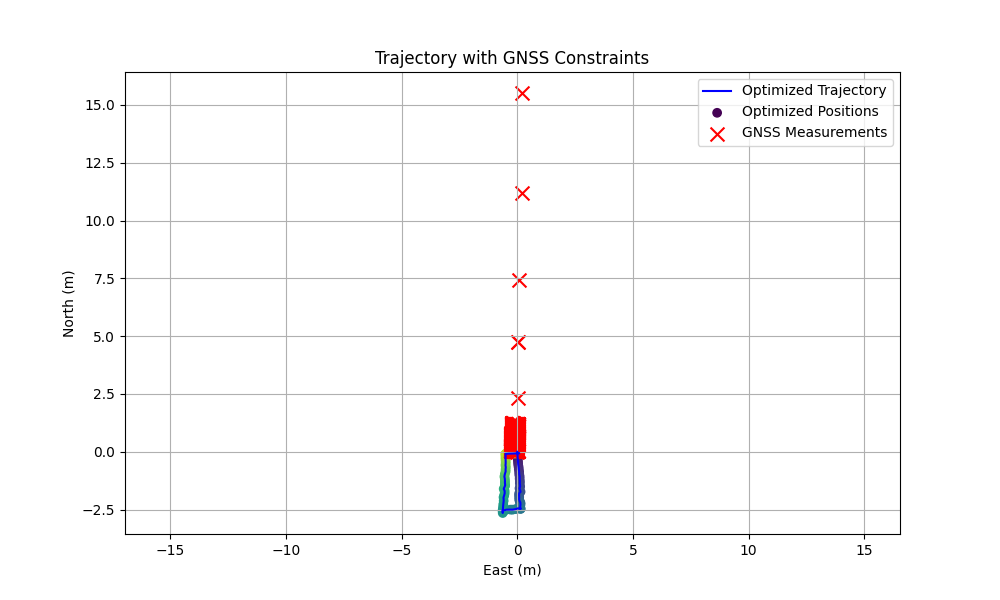 Trajectory with GNSS Constraints
Optimized Trajectory
Optimized Positions
GNSS Measurements
15.0
12.5
10.0
7.5
5.0
2.5
0.0
−2.5
North (m)
−15
−10
−5
0
5
10
15
East (m)